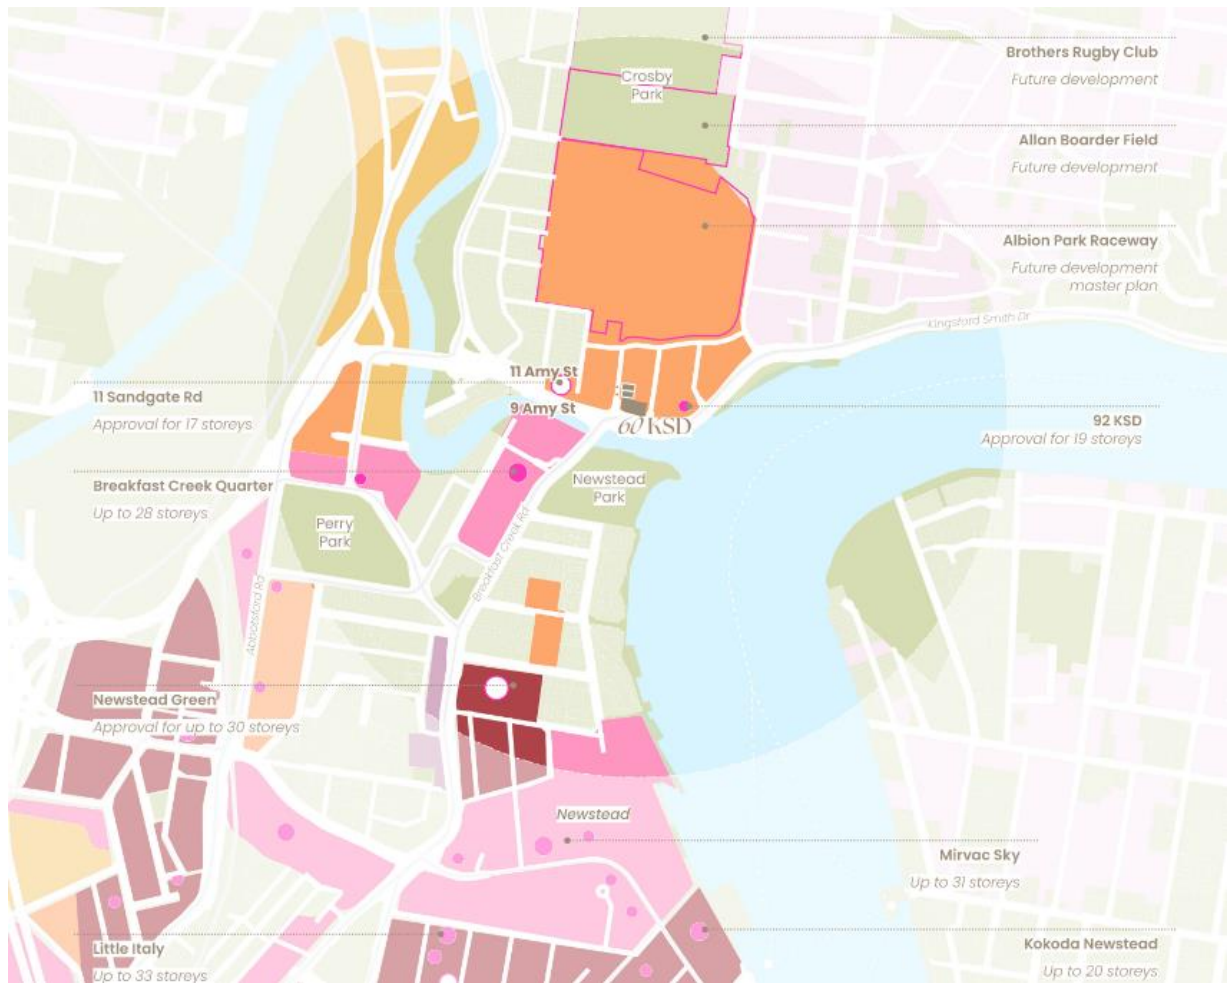 Brothers Rugby Club
Future development
Crosby
Park
Allan Boarder Field
Future development
Albion Park Raceway
Future development
master plan
Kingsford Smith Dr
11 Amy St
11 Sandgate Rd
Approval for 17 storeys
9 Amy St
60 KSD
92 KSD
Approval for 19 storeys
Breakfast Creek Quarter
Up to 28 storeys
Newstead
Park
Perry
Park
Breakfast Creek Rd
Abbotsford Rd
Newstead Green
Approval for up to 30 storeys
Newstead
Mirvac Sky
Up to 31 storeys
Little Italy
Up to 33 storeys
Kokoda Newstead
Up to 20 storeys